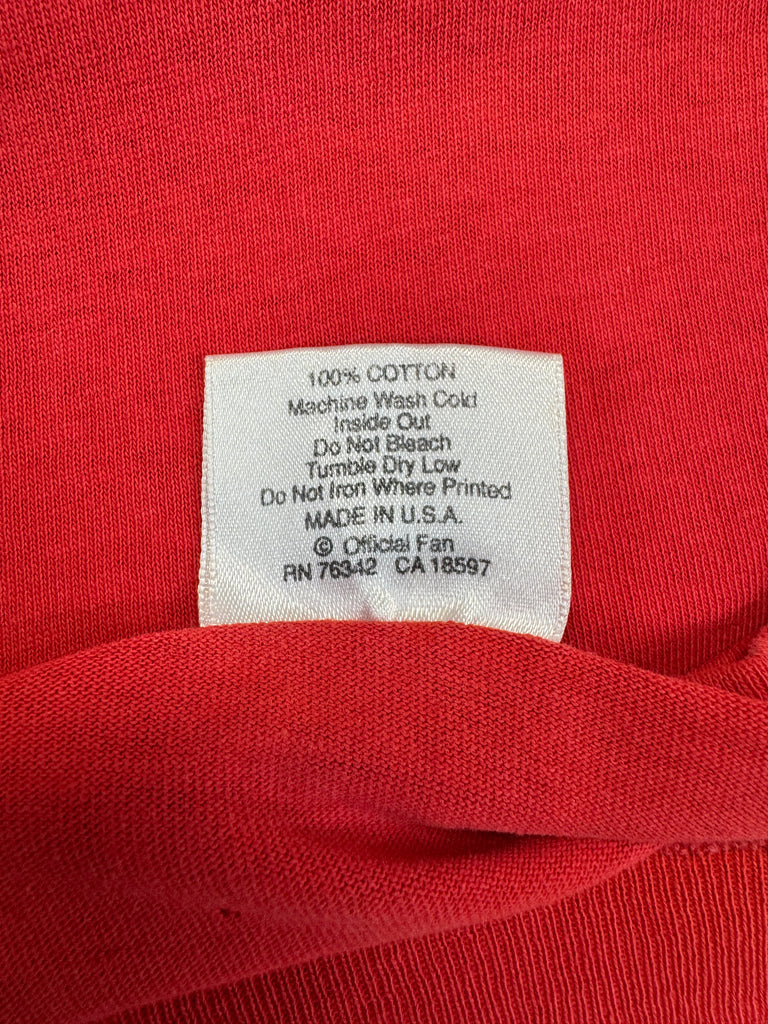 100% COTTON
Machine Wash Cold
Inside Out
Do Not Bleach
Tumble Dry Low
Do Not Iron Where Printed
MADE IN U.S.A.
© Official Fan
RN 76342 CA 18597